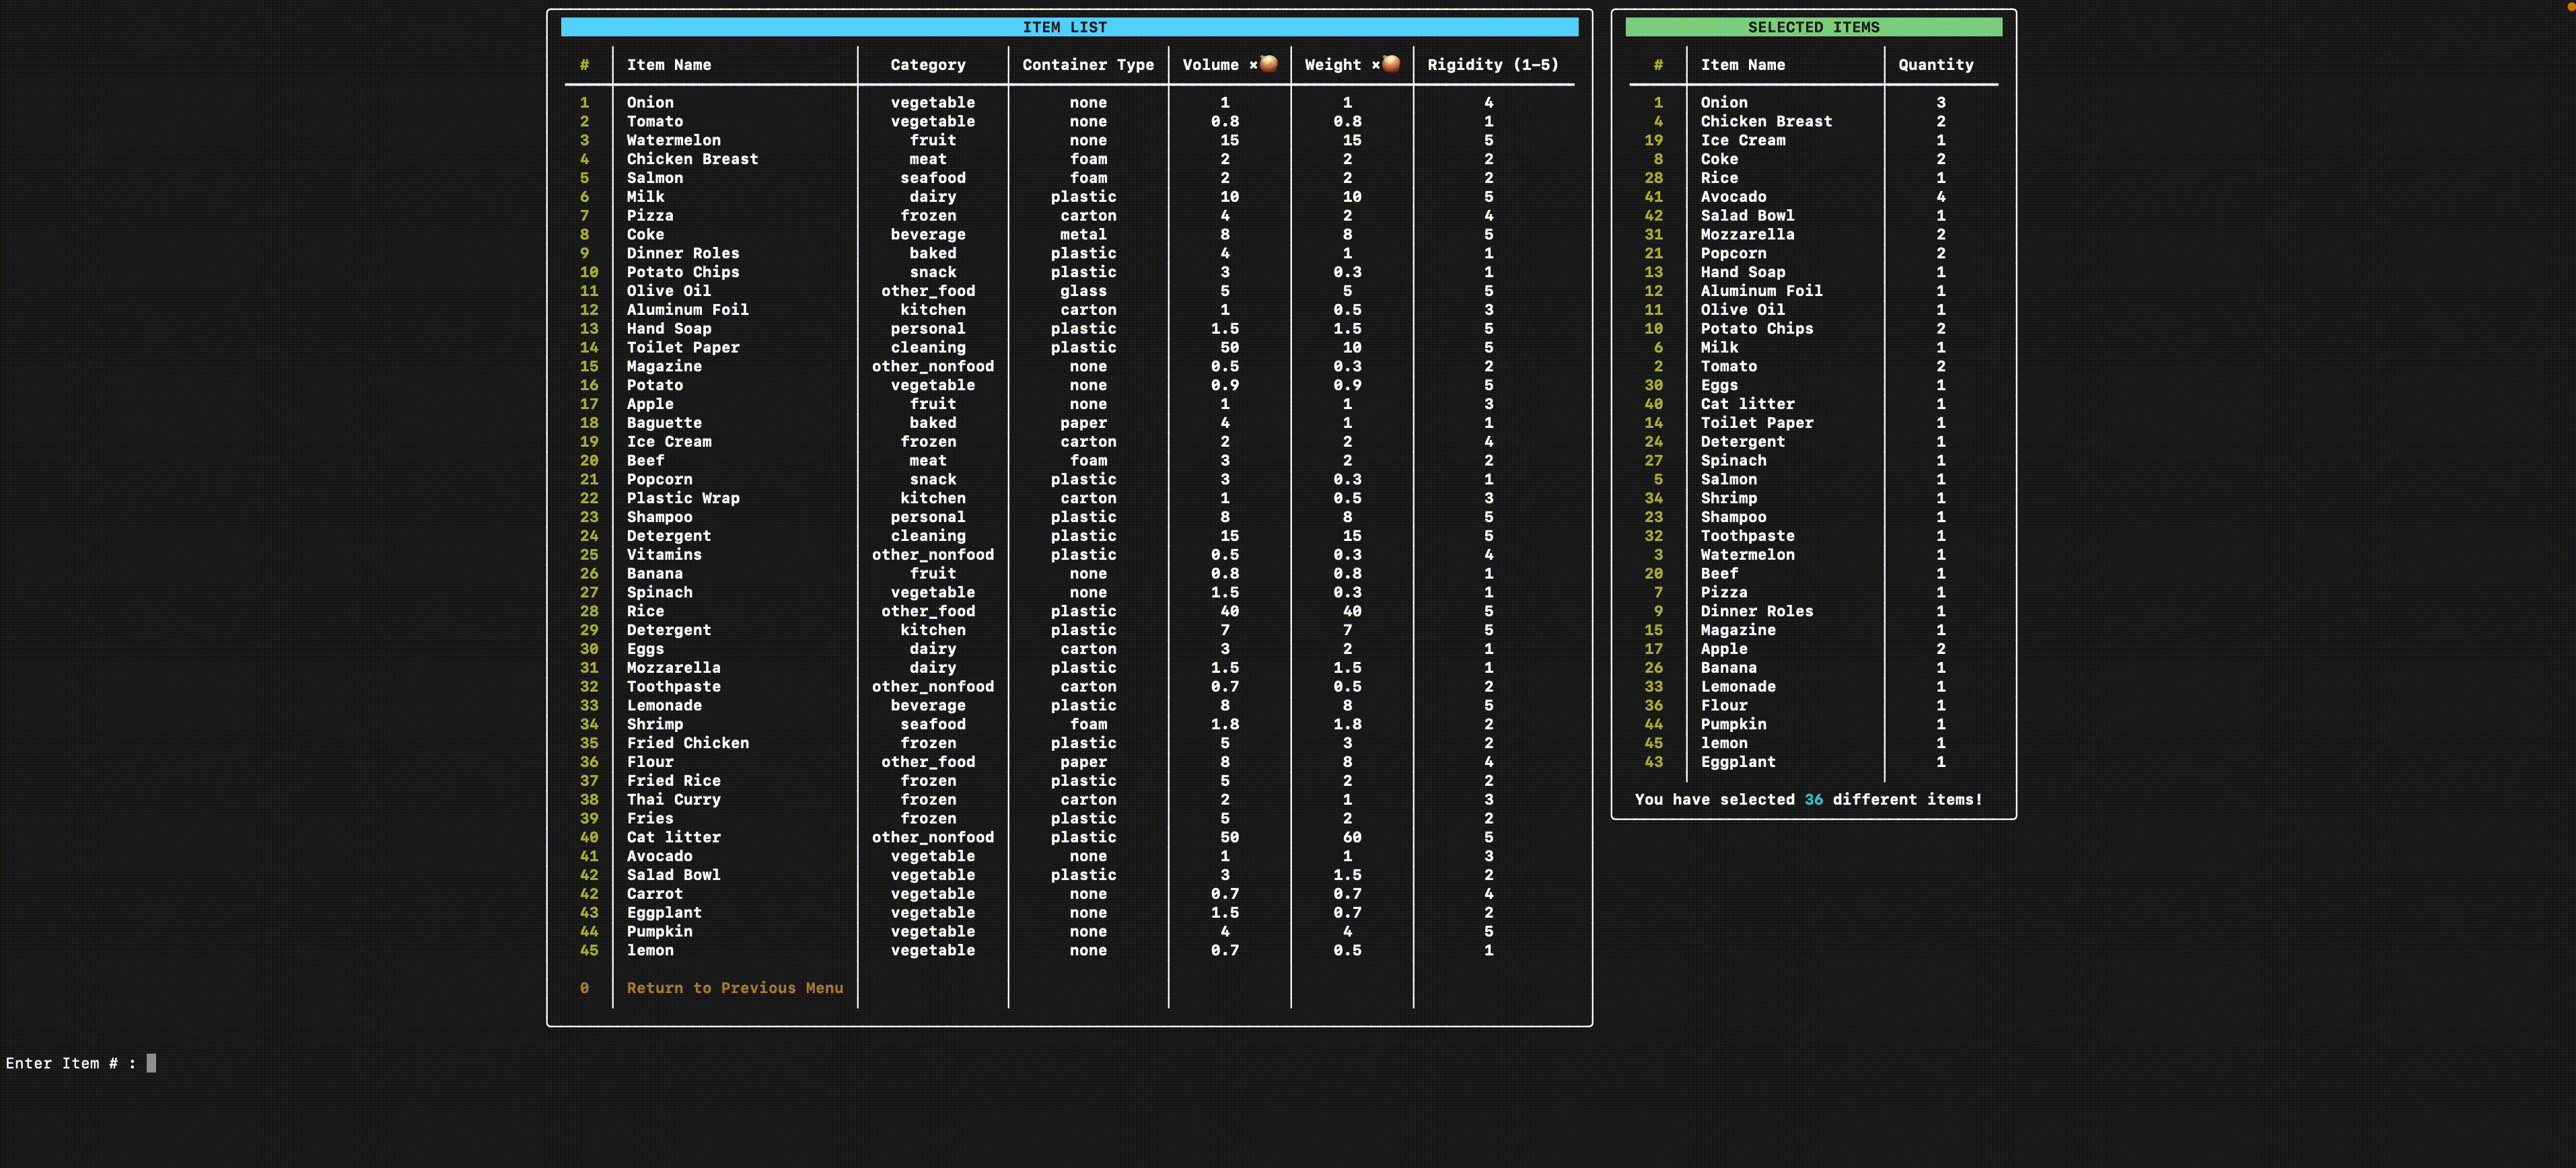 ITEM LIST
# Item Name Category Container Type Volume ×🧅 Weight ×🧅 Rigidity (1-5)
1 Onion vegetable none 1 1 4
2 Tomato vegetable none 0.8 0.8 1
3 Watermelon fruit none 15 15 5
4 Chicken Breast meat foam 2 2 2
5 Salmon seafood foam 2 2 2
6 Milk dairy plastic 10 10 5
7 Pizza frozen carton 4 2 4
8 Coke beverage metal 8 8 5
9 Dinner Roles baked plastic 4 1 1
10 Potato Chips snack plastic 3 0.3 1
11 Olive Oil other_food glass 5 5 5
12 Aluminum Foil kitchen carton 1 0.5 3
13 Hand Soap personal plastic 1.5 1.5 5
14 Toilet Paper cleaning plastic 50 10 5
15 Magazine other_nonfood none 0.5 0.3 2
16 Potato vegetable none 0.9 0.9 5
17 Apple fruit none 1 1 3
18 Baguette baked paper 4 1 1
19 Ice Cream frozen carton 2 2 4
20 Beef meat foam 3 2 2
21 Popcorn snack plastic 3 0.3 1
22 Plastic Wrap kitchen carton 1 0.5 3
23 Shampoo personal plastic 8 8 5
24 Detergent cleaning plastic 15 15 5
25 Vitamins other_nonfood plastic 0.5 0.3 4
26 Banana fruit none 0.8 0.8 1
27 Spinach vegetable none 1.5 0.3 1
28 Rice other_food plastic 40 40 5
29 Detergent kitchen plastic 7 7 5
30 Eggs dairy carton 3 2 1
31 Mozzarella dairy plastic 1.5 1.5 1
32 Toothpaste other_nonfood carton 0.7 0.5 2
33 Lemonade beverage plastic 8 8 5
34 Shrimp seafood foam 1.8 1.8 2
35 Fried Chicken frozen plastic 5 3 2
36 Flour other_food paper 8 8 4
37 Fried Rice frozen plastic 5 2 2
38 Thai Curry frozen carton 2 1 3
39 Fries frozen plastic 5 2 2
40 Cat litter other_nonfood plastic 50 60 5
41 Avocado vegetable none 1 1 3
42 Salad Bowl vegetable plastic 3 1.5 2
42 Carrot vegetable none 0.7 0.7 4
43 Eggplant vegetable none 1.5 0.7 2
44 Pumpkin vegetable none 4 4 5
45 lemon vegetable none 0.7 0.5 1
0 Return to Previous Menu
SELECTED ITEMS
# Item Name Quantity
1 Onion 3
4 Chicken Breast 2
19 Ice Cream 1
8 Coke 2
28 Rice 1
41 Avocado 4
42 Salad Bowl 1
31 Mozzarella 2
21 Popcorn 2
13 Hand Soap 1
12 Aluminum Foil 1
11 Olive Oil 1
10 Potato Chips 2
6 Milk 1
2 Tomato 2
30 Eggs 1
40 Cat litter 1
14 Toilet Paper 1
24 Detergent 1
27 Spinach 1
5 Salmon 1
34 Shrimp 1
23 Shampoo 1
32 Toothpaste 1
3 Watermelon 1
20 Beef 1
7 Pizza 1
9 Dinner Roles 1
15 Magazine 1
17 Apple 2
26 Banana 1
33 Lemonade 1
36 Flour 1
44 Pumpkin 1
45 lemon 1
43 Eggplant 1
You have selected 36 different items!
Enter Item # :